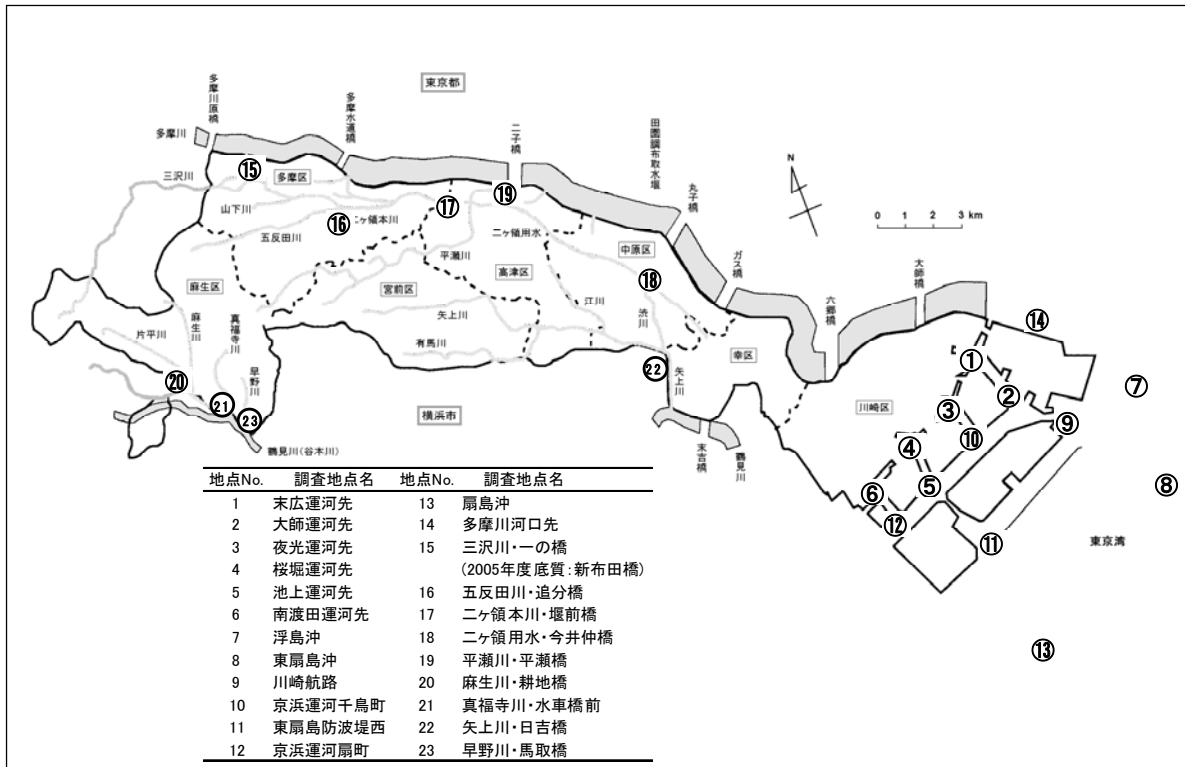 東京都
多摩川原橋
多摩水道橋
二子橋
田園調布取水堰
丸子橋
ガス橋
六郷橋
大師橋
N
0 1 2 3 km
多摩川
三沢川
⑮
多摩区
山下川
⑯
二ヶ領本川
五反田川
⑰
⑲
二ヶ領用水
平瀬川
中原区
⑱
麻生区
高津区
宮前区
江川
渋川
麻生川
真福寺川
片平川
矢上川
有馬川
早野川
幸区
⑳
㉑
㉓
㉒
矢上川
横浜市
鶴見川(谷本川)
末吉橋
鶴見川
川崎区
⑭
①
②
⑦
③
⑨
⑩
④
⑤
⑧
⑥
⑫
⑪
東京湾
⑬
地点No. 調査地点名 地点No. 調査地点名
1 末広運河先 13 扇島沖
2 大師運河先 14 多摩川河口先
3 夜光運河先 15 三沢川・一の橋
4 桜堀運河先 (2005年度底質:新布田橋)
5 池上運河先 16 五反田川・追分橋
6 南渡田運河先 17 二ヶ領本川・堰前橋
7 浮島沖 18 二ヶ領用水・今井仲橋
8 東扇島沖 19 平瀬川・平瀬橋
9 川崎航路 20 麻生川・耕地橋
10 京浜運河千鳥町 21 真福寺川・水車橋前
11 東扇島防波堤西 22 矢上川・日吉橋
12 京浜運河扇町 23 早野川・馬取橋